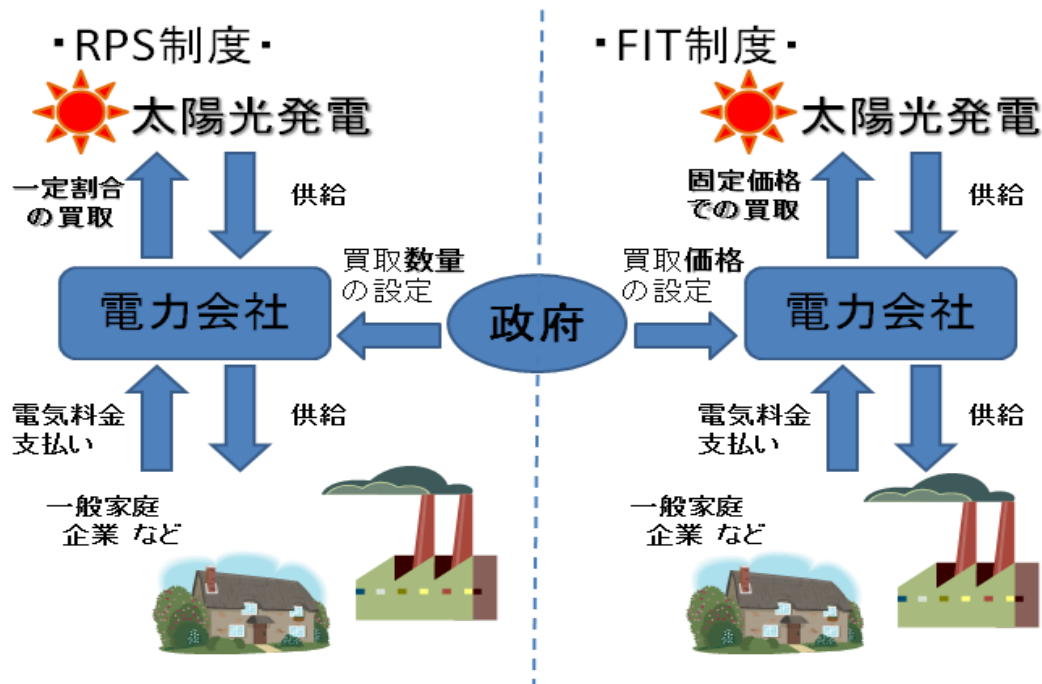 ・RPS制度・
太陽光発電
一定割合
の買取
供給
買取数量
の設定
電力会社
電気料金
支払い
供給
一般家庭
企業 など
政府
・FIT制度・
太陽光発電
固定価格
での買取
供給
買取価格
の設定
電力会社
電気料金
支払い
供給
一般家庭
企業 など